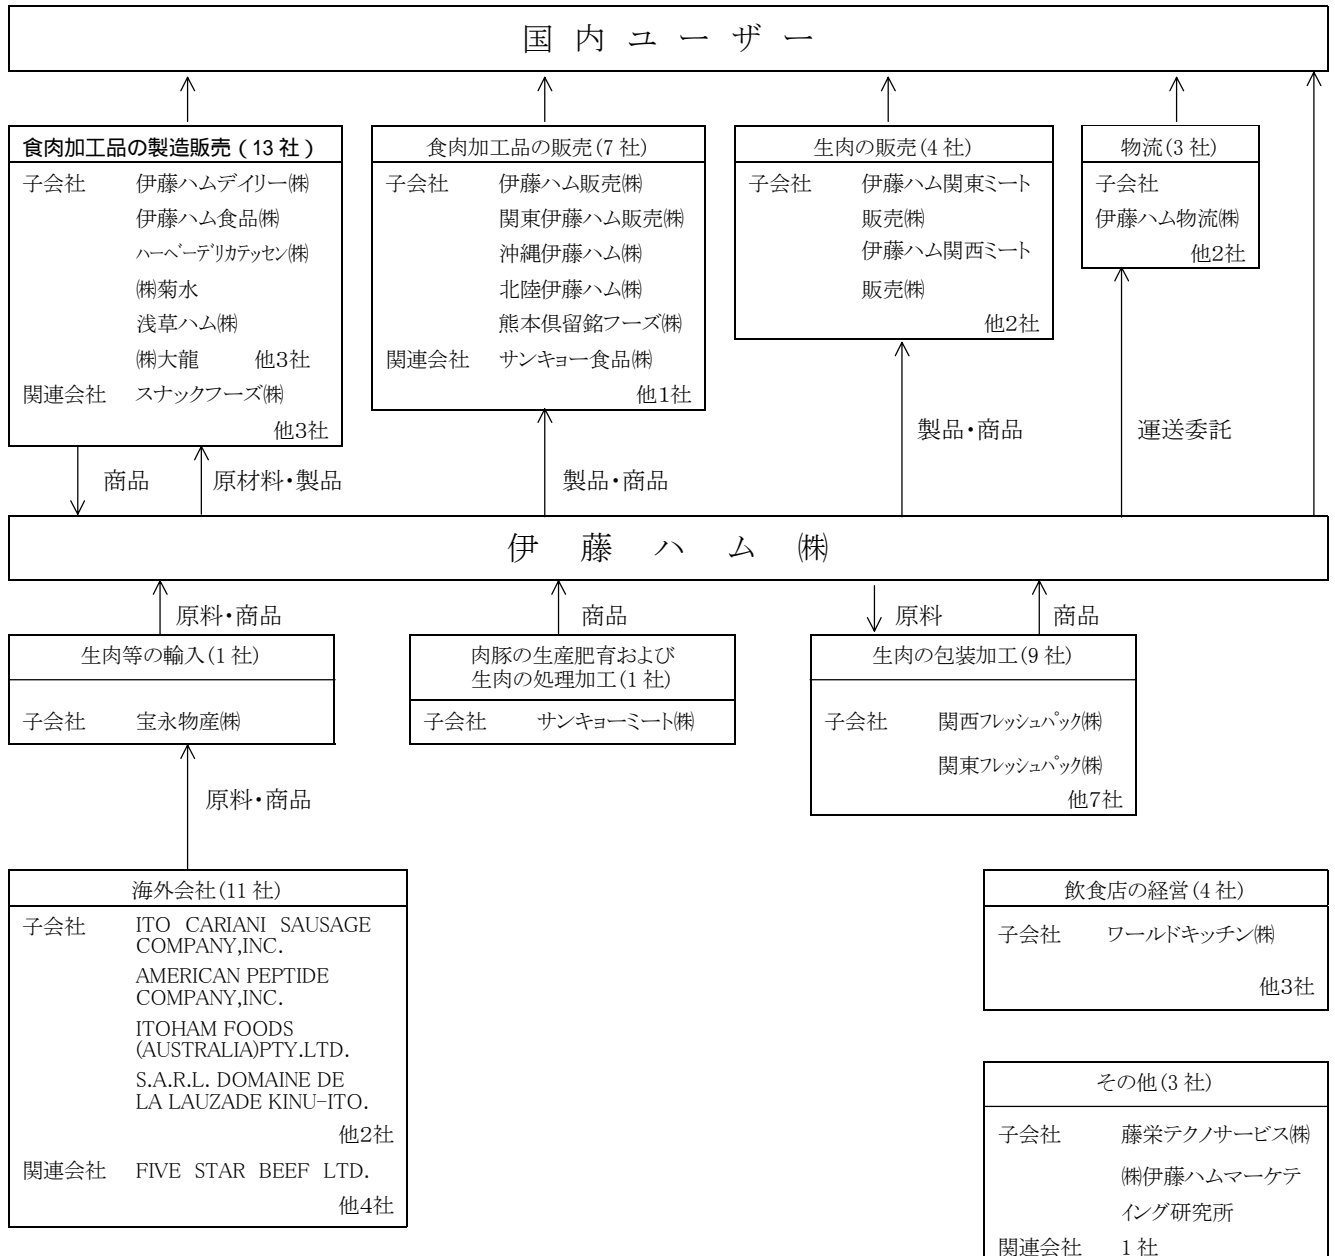 国内ユーザー
食肉加工品の製造販売(13社)
子会社 伊藤ハムデイリー㈱
伊藤ハム食品㈱
ハーベーデリカテッセン㈱
㈱菊水
浅草ハム㈱
㈱大龍 他3社
関連会社 スナックフーズ㈱
他3社
食肉加工品の販売(7社)
子会社 伊藤ハム販売㈱
関東伊藤ハム販売㈱
沖縄伊藤ハム㈱
北陸伊藤ハム㈱
熊本倶留銘フーズ㈱
関連会社 サンキョー食品㈱
他1社
生肉の販売(4社)
子会社 伊藤ハム関東ミート
販売㈱
伊藤ハム関西ミート
販売㈱
他2社
物流(3社)
子会社
伊藤ハム物流㈱
他2社
商品
原材料・製品
製品・商品
製品・商品
運送委託
伊藤ハム㈱
原料・商品
商品
原料
商品
生肉等の輸入(1社)
子会社 宝永物産㈱
肉豚の生産肥育および
生肉の処理加工(1社)
子会社 サンキョーミート㈱
生肉の包装加工(9社)
子会社 関西フレッシュパック㈱
関東フレッシュパック㈱
他7社
原料・商品
海外会社(11社)
子会社 ITO CARIANI SAUSAGE
COMPANY,INC.
AMERICAN PEPTIDE
COMPANY,INC.
ITOHAM FOODS
(AUSTRALIA)PTY.LTD.
S.A.R.L. DOMAINE DE
LA LAUZADE KINU-ITO.
他2社
関連会社 FIVE STAR BEEF LTD.
他4社
飲食店の経営(4社)
子会社 ワールドキッチン㈱
他3社
その他(3社)
子会社 藤栄テクノサービス㈱
㈱伊藤ハムマーケテ
ィング研究所
関連会社 1社